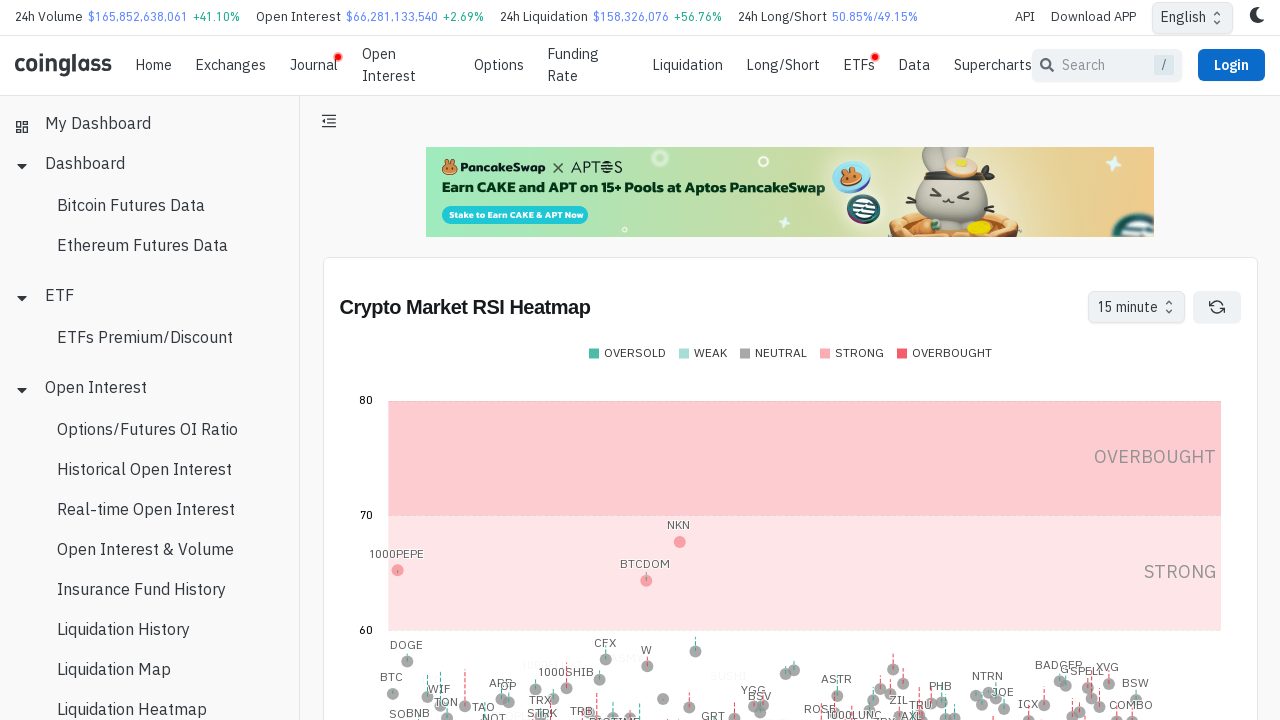 24h Volume $165,852,638,061 +41.10% Open Interest $66,281,133,540 +2.69% 24h Liquidation $158,326,076 +56.76% 24h Long/Short 50.85%/49.15% API Download APP English
coinglass Home Exchanges Journal Open Interest Options Funding Rate Liquidation Long/Short ETFs Data Supercharts Search / Login
My Dashboard
Dashboard
Bitcoin Futures Data
Ethereum Futures Data
ETF
ETFs Premium/Discount
Open Interest
Options/Futures OI Ratio
Historical Open Interest
Real-time Open Interest
Open Interest & Volume
Insurance Fund History
Liquidation History
Liquidation Map
Liquidation Heatmap
PancakeSwap X APTOS
Earn CAKE and APT on 15+ Pools at Aptos PancakeSwap
Stake to Earn CAKE & APT Now
Crypto Market RSI Heatmap 15 minute
OVERSOLD WEAK NEUTRAL STRONG OVERBOUGHT
80
OVERBOUGHT
70
NKN
1000PEPE
BTCDOM
STRONG
60
DOGE CFX W
BTC 1000SHIB ASTR NTRN BADGER XVG
WIF TRX YGG PHB JOE BSW
TON BSV ZIL IGX COMBO
BNB TAO NOT STRK TRB GRT ROSE 1000LUNC